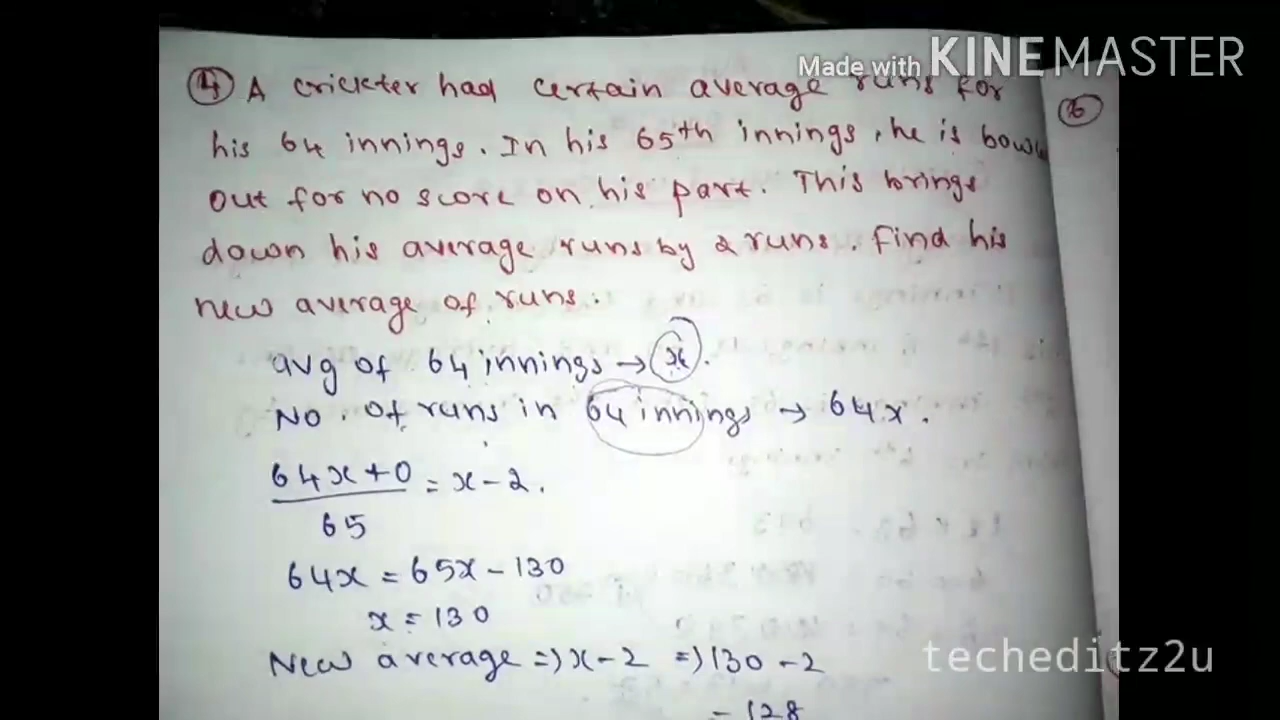 Made with KINEMASTER
④ A crickter had certain average runs for
his 64 innings. In his 65th innings, he is
out for no score on his part. This brings
down his average runs by 2 runs. Find his
new average of runs.
avg of 64 innings → x.
No. of runs in 64 innings → 64x.
64x+0
65
= x-2.
64x = 65x-130
x = 130
New average => x-2 => 130-2
= 128
techeditz2u